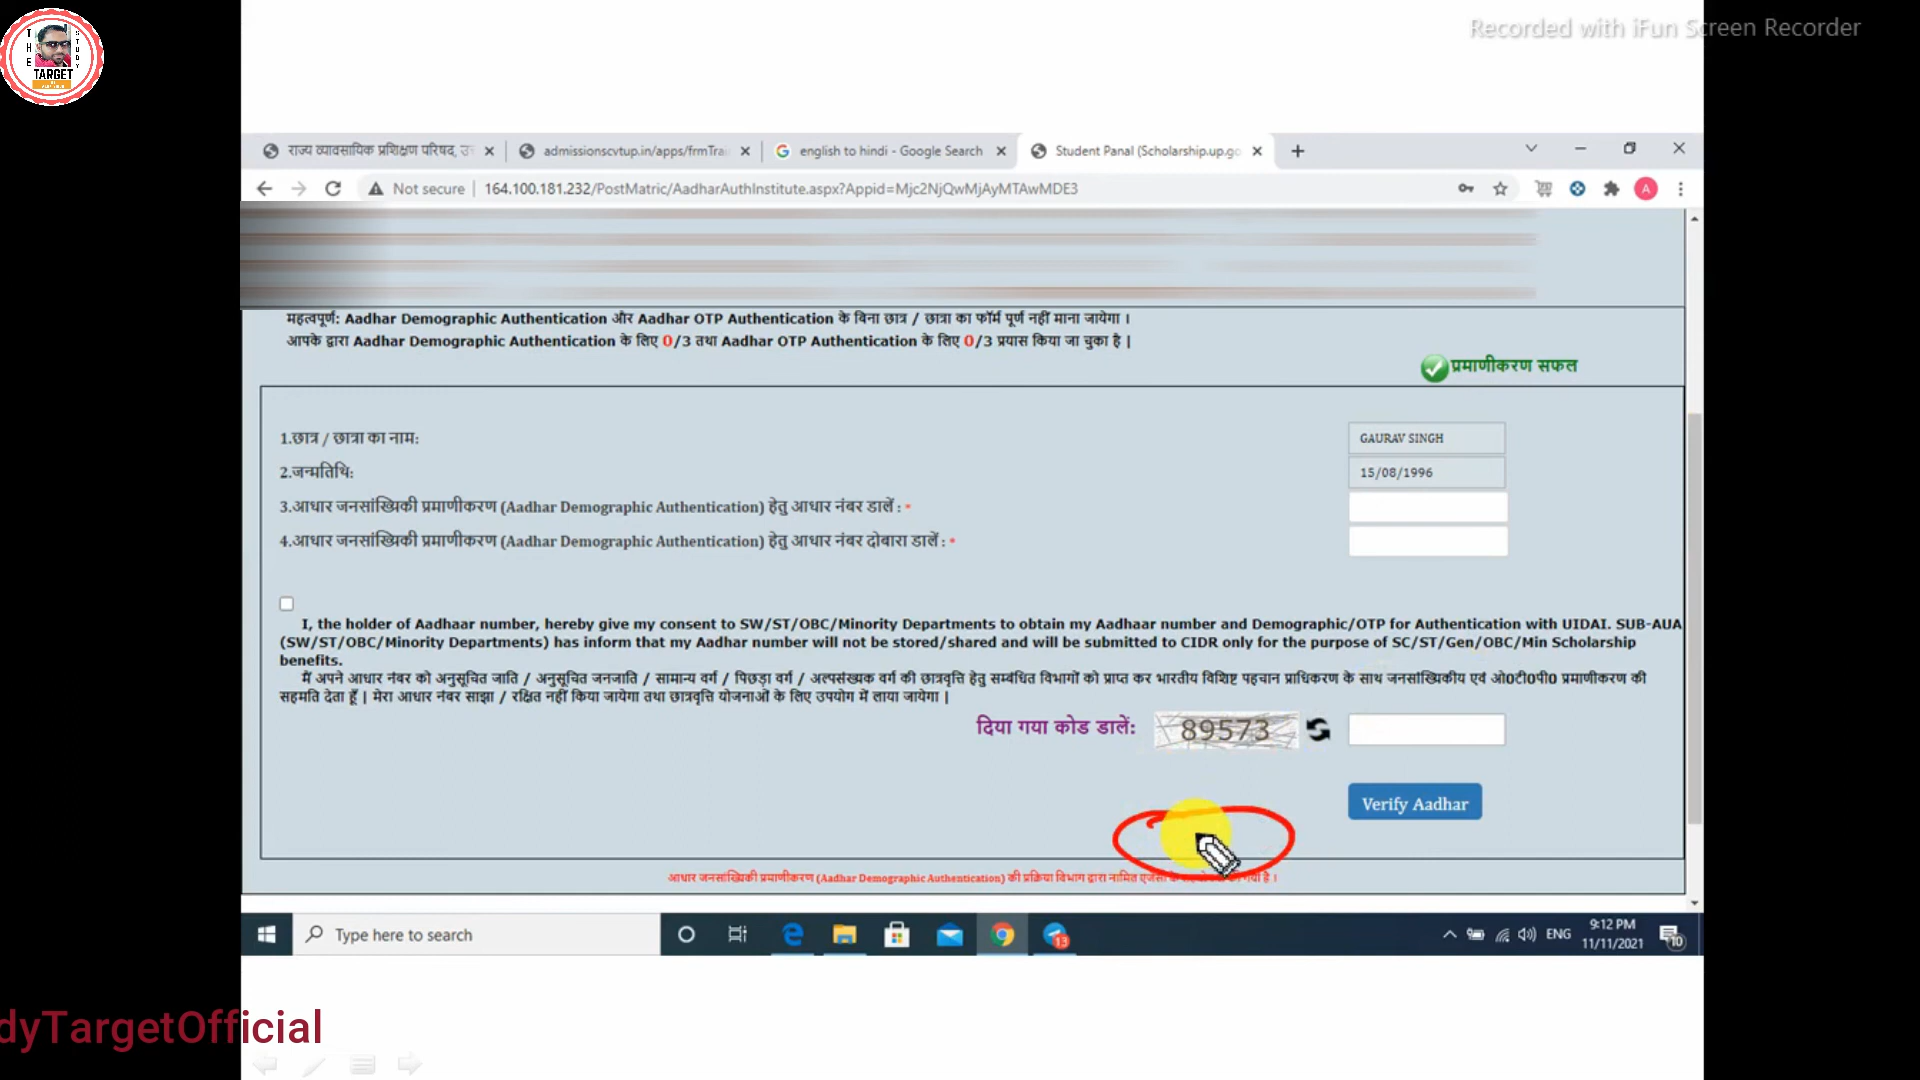 Recorded with iFun Screen Recorder
THE
STUDY
TARGET
राज्य व्यावसायिक प्रशिक्षण परिषद, उत्
admissionscvtup.in/apps/frmTrai
english to hindi - Google Search
Student Panal (Scholarship.up.go
Not secure
164.100.181.232/PostMatric/AadharAuthInstitute.aspx?Appid=Mjc2NjQwMjAyMTAwMDE3
A
महत्वपूर्ण: Aadhar Demographic Authentication और Aadhar OTP Authentication के बिना छात्र / छात्रा का फॉर्म पूर्ण नहीं माना जायेगा ।
आपके द्वारा Aadhar Demographic Authentication के लिए 0/3 तथा Aadhar OTP Authentication के लिए 0/3 प्रयास किया जा चुका है |
प्रमाणीकरण सफल
1.छात्र / छात्रा का नाम:
GAURAV SINGH
2.जन्मतिथि:
15/08/1996
3.आधार जनसांख्यिकी प्रमाणीकरण (Aadhar Demographic Authentication) हेतु आधार नंबर डालें : *
4.आधार जनसांख्यिकी प्रमाणीकरण (Aadhar Demographic Authentication) हेतु आधार नंबर दोबारा डालें : *
I, the holder of Aadhaar number, hereby give my consent to SW/ST/OBC/Minority Departments to obtain my Aadhaar number and Demographic/OTP for Authentication with UIDAI. SUB-AUA
(SW/ST/OBC/Minority Departments) has inform that my Aadhar number will not be stored/shared and will be submitted to CIDR only for the purpose of SC/ST/Gen/OBC/Min Scholarship
benefits.
मैं अपने आधार नंबर को अनुसूचित जाति / अनुसूचित जनजाति / सामान्य वर्ग / पिछड़ा वर्ग / अल्पसंख्यक वर्ग की छात्रवृत्ति हेतु सम्बंधित विभागों को प्राप्त कर भारतीय विशिष्ट पहचान प्राधिकरण के साथ जनसांख्यिकीय एवं ओ0टी0पी0 प्रमाणीकरण की
सहमति देता हूँ | मेरा आधार नंबर साझा / रक्षित नहीं किया जायेगा तथा छात्रवृत्ति योजनाओं के लिए उपयोग में लाया जायेगा |
दिया गया कोड डालें:
89573
Verify Aadhar
आधार जनसांख्यिकी प्रमाणीकरण (Aadhar Demographic Authentication) की प्रक्रिया विभाग द्वारा नामित एजेंसी के गयी है ।
Type here to search
13
ENG
9:12 PM
11/11/2021
10
dyTargetOfficial